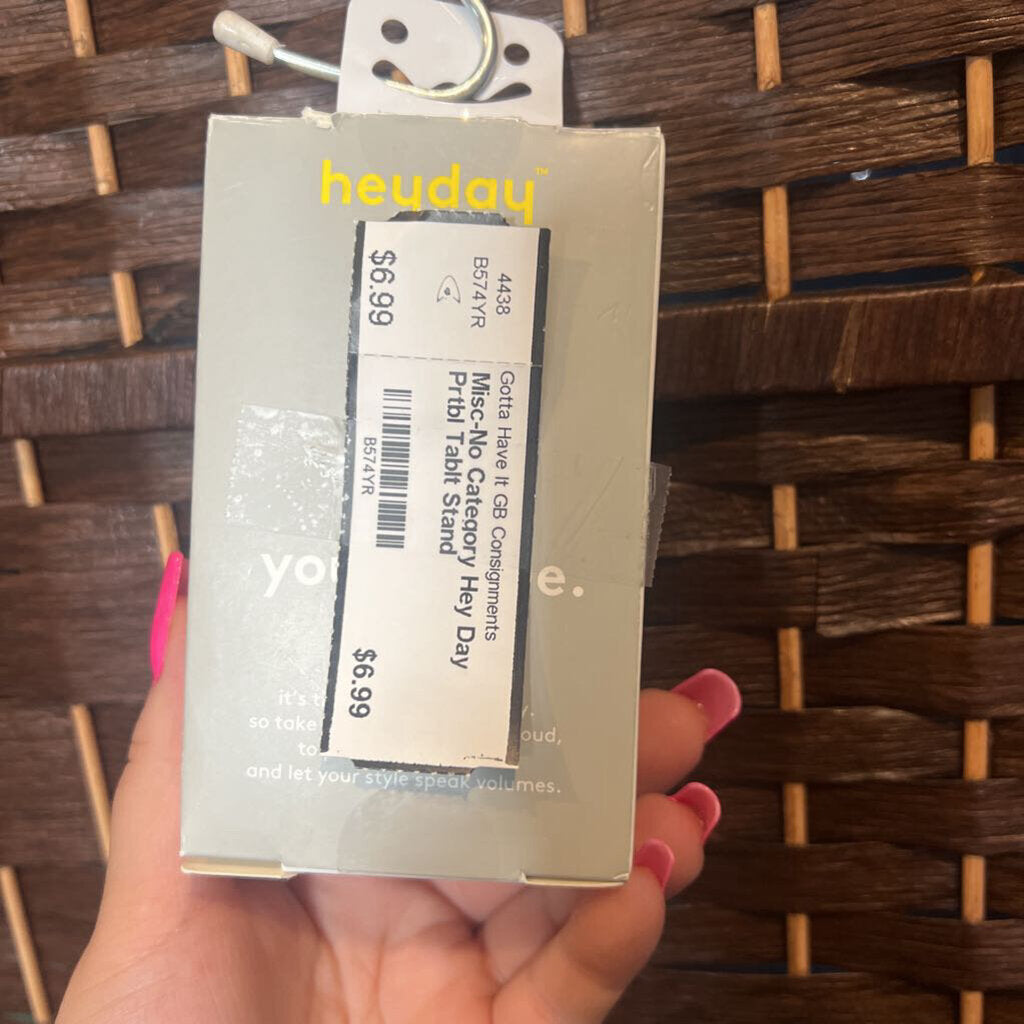 heyday™
4438
B574YR
$6.99
Gotta Have It GB Consignments
Misc-No Category Hey Day
Prtbl Tablt Stand
B574YR
$6.99
e.
it's
so take
oud,
to
and let your style speak volumes.